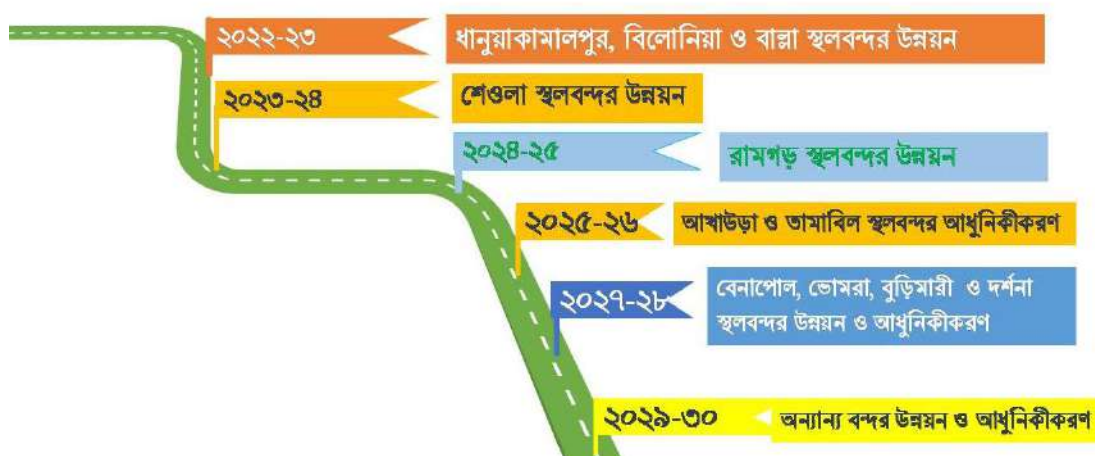 ২০২২-২৩
ধানুয়াকামালপুর, বিলোনিয়া ও বাল্লা স্থলবন্দর উন্নয়ন
২০২৩-২৪
শেওলা স্থলবন্দর উন্নয়ন
২০২৪-২৫
রামগড় স্থলবন্দর উন্নয়ন
২০২৫-২৬
আখাউড়া ও তামাবিল স্থলবন্দর আধুনিকীকরণ
২০২৭-২৮
বেনাপোল, ভোমরা, বুড়িমারী ও দর্শনা
স্থলবন্দর উন্নয়ন ও আধুনিকীকরণ
২০২৯-৩০
অন্যান্য বন্দর উন্নয়ন ও আধুনিকীকরণ